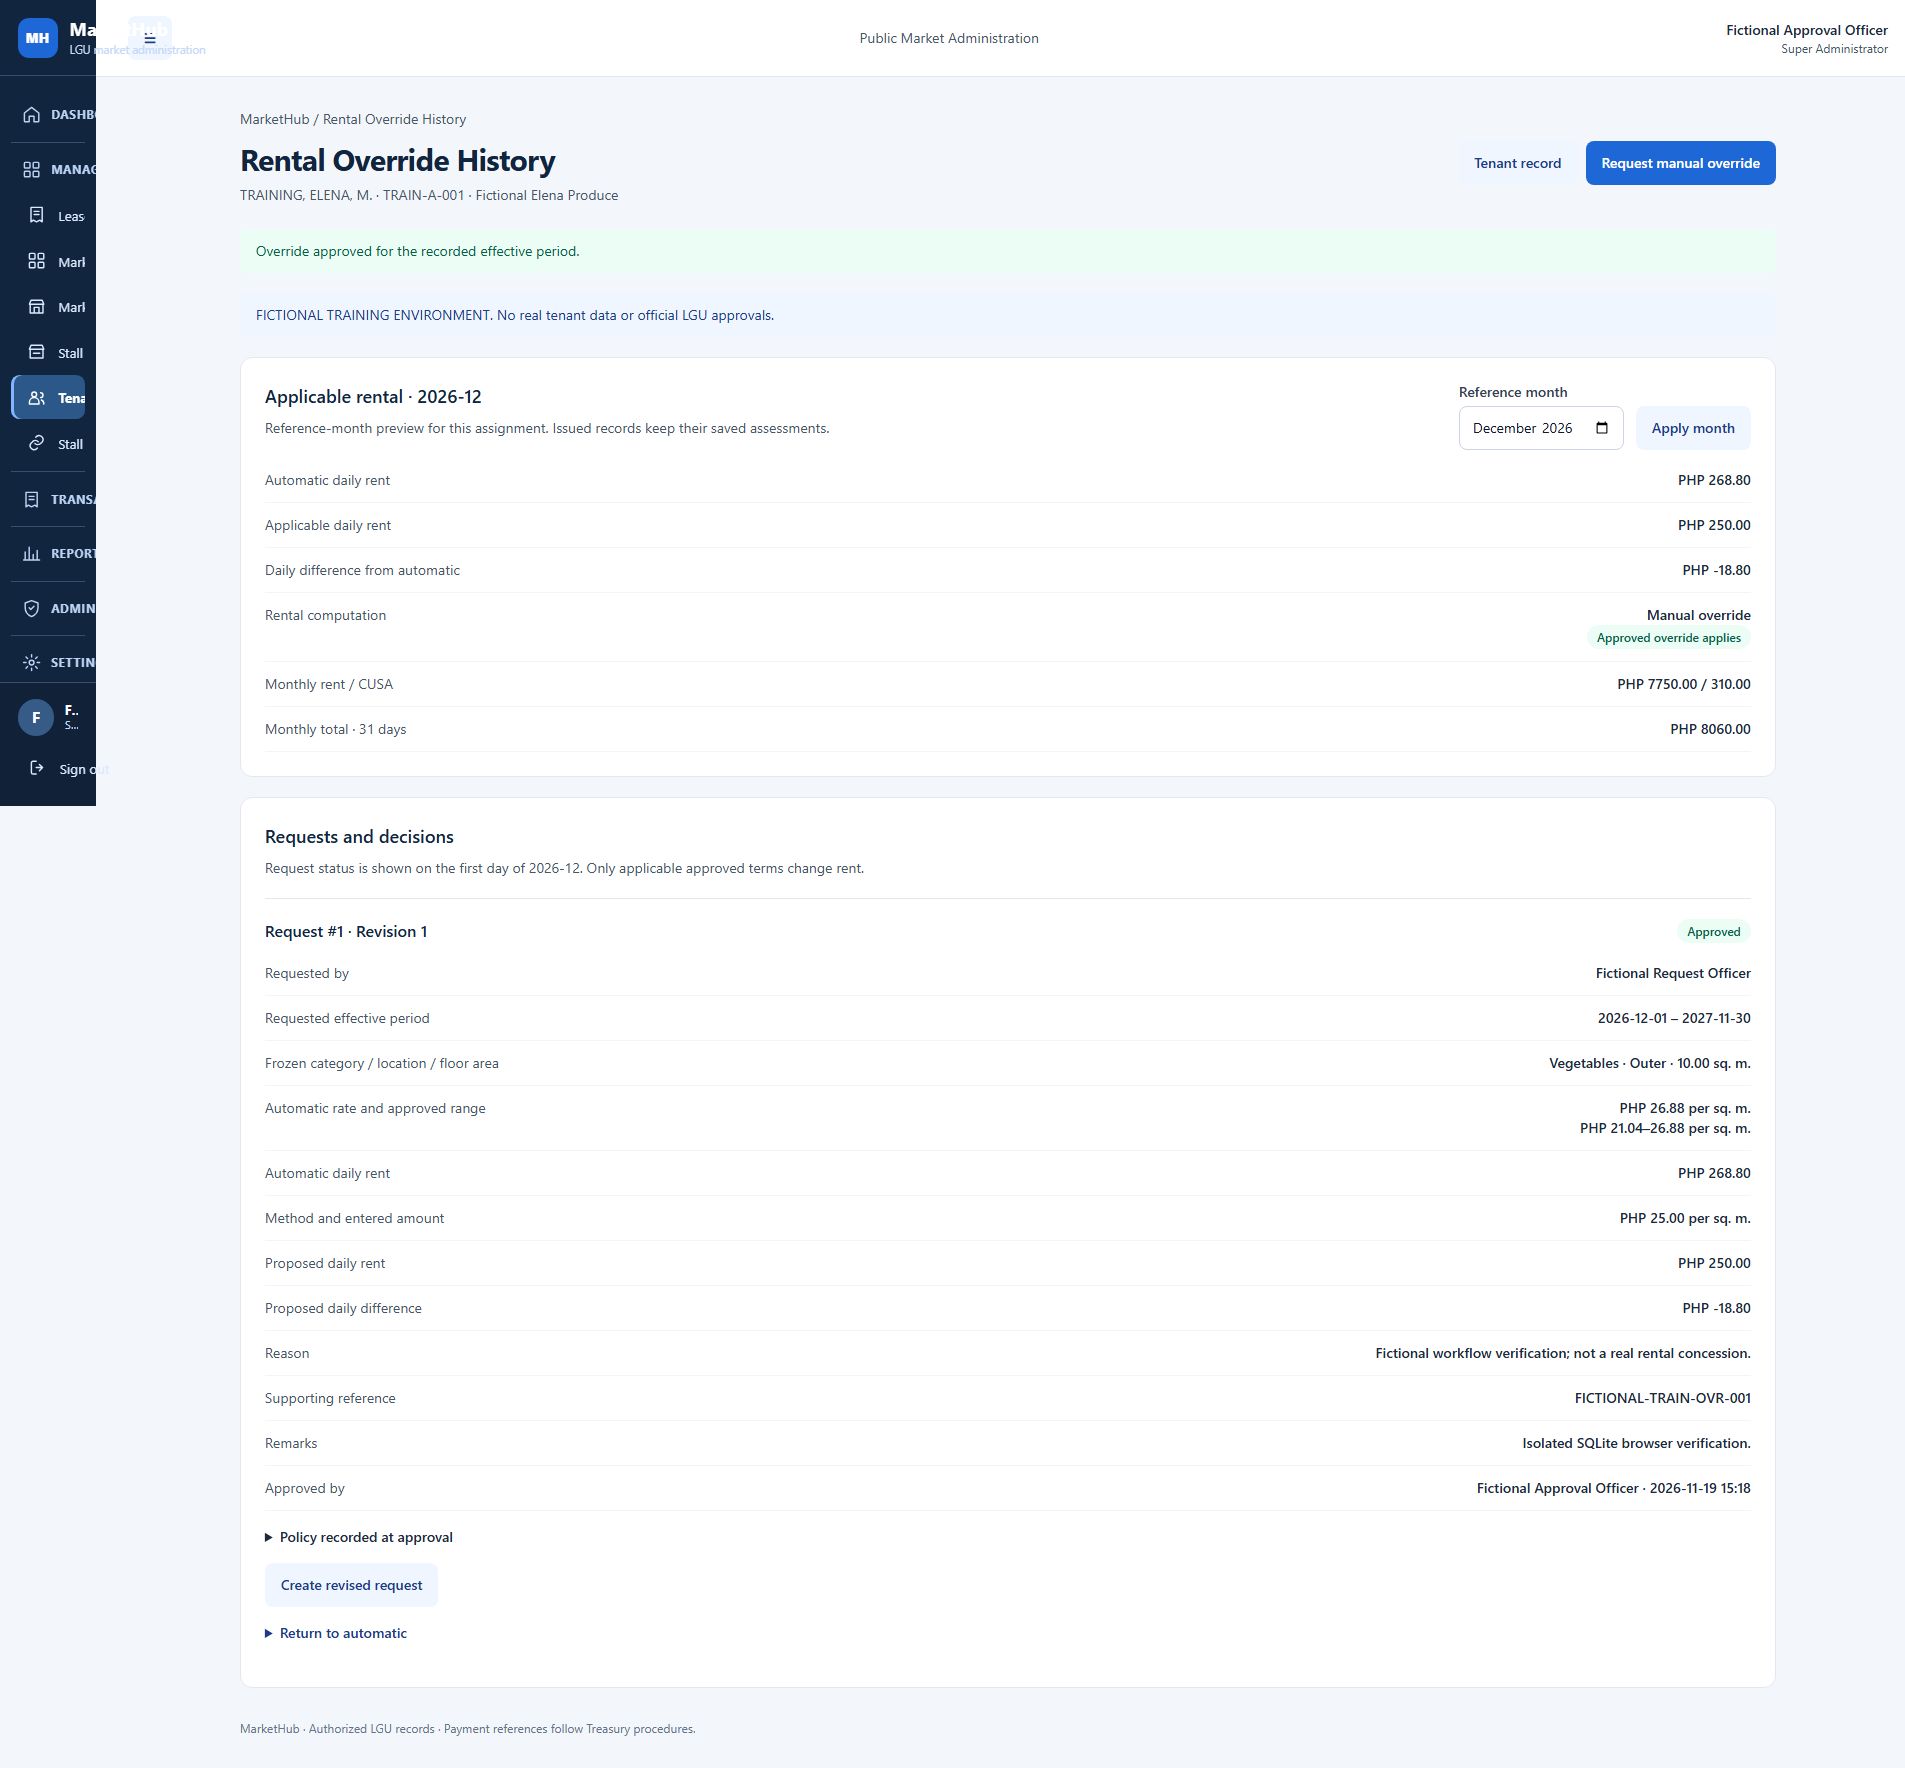 MH
MarketHub
LGU market administration
☰
Public Market Administration
Fictional Approval Officer
Super Administrator
DASHB
MANAG
Leas
Mark
Mark
Stall
Tena
Stall
TRANSA
REPORT
ADMIN
SETTIN
F
F..
S...
Sign out
MarketHub / Rental Override History
Rental Override History
TRAINING, ELENA, M. · TRAIN-A-001 · Fictional Elena Produce
Tenant record
Request manual override
Override approved for the recorded effective period.
FICTIONAL TRAINING ENVIRONMENT. No real tenant data or official LGU approvals.
Applicable rental · 2026-12
Reference-month preview for this assignment. Issued records keep their saved assessments.
Reference month
December 2026
Apply month
Automatic daily rent PHP 268.80
Applicable daily rent PHP 250.00
Daily difference from automatic PHP -18.80
Rental computation Manual override
Approved override applies
Monthly rent / CUSA PHP 7750.00 / 310.00
Monthly total · 31 days PHP 8060.00
Requests and decisions
Request status is shown on the first day of 2026-12. Only applicable approved terms change rent.
Request #1 · Revision 1 Approved
Requested by Fictional Request Officer
Requested effective period 2026-12-01 – 2027-11-30
Frozen category / location / floor area Vegetables · Outer · 10.00 sq. m.
Automatic rate and approved range PHP 26.88 per sq. m.
PHP 21.04–26.88 per sq. m.
Automatic daily rent PHP 268.80
Method and entered amount PHP 25.00 per sq. m.
Proposed daily rent PHP 250.00
Proposed daily difference PHP -18.80
Reason Fictional workflow verification; not a real rental concession.
Supporting reference FICTIONAL-TRAIN-OVR-001
Remarks Isolated SQLite browser verification.
Approved by Fictional Approval Officer · 2026-11-19 15:18
▶ Policy recorded at approval
Create revised request
▶ Return to automatic
MarketHub · Authorized LGU records · Payment references follow Treasury procedures.